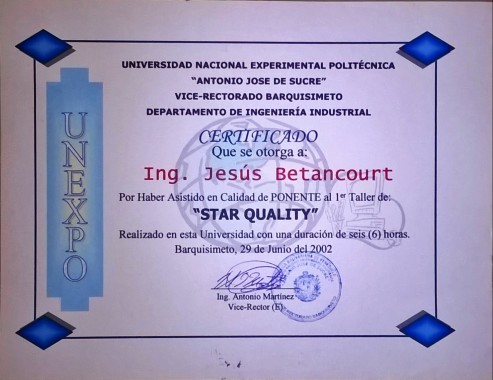 UNEXPO
UNIVERSIDAD NACIONAL EXPERIMENTAL POLITÉCNICA
“ANTONIO JOSE DE SUCRE”
VICE-RECTORADO BARQUISIMETO
DEPARTAMENTO DE INGENIERÍA INDUSTRIAL
CERTIFICADO
Que se otorga a:
Ing. Jesús Betancourt
Por Haber Asistido en Calidad de PONENTE al 1er Taller de:
“STAR QUALITY”
Realizado en esta Universidad con una duración de seis (6) horas.
Barquisimeto, 29 de Junio del 2002
Ing. Antonio Martínez
Vice-Rector (E)